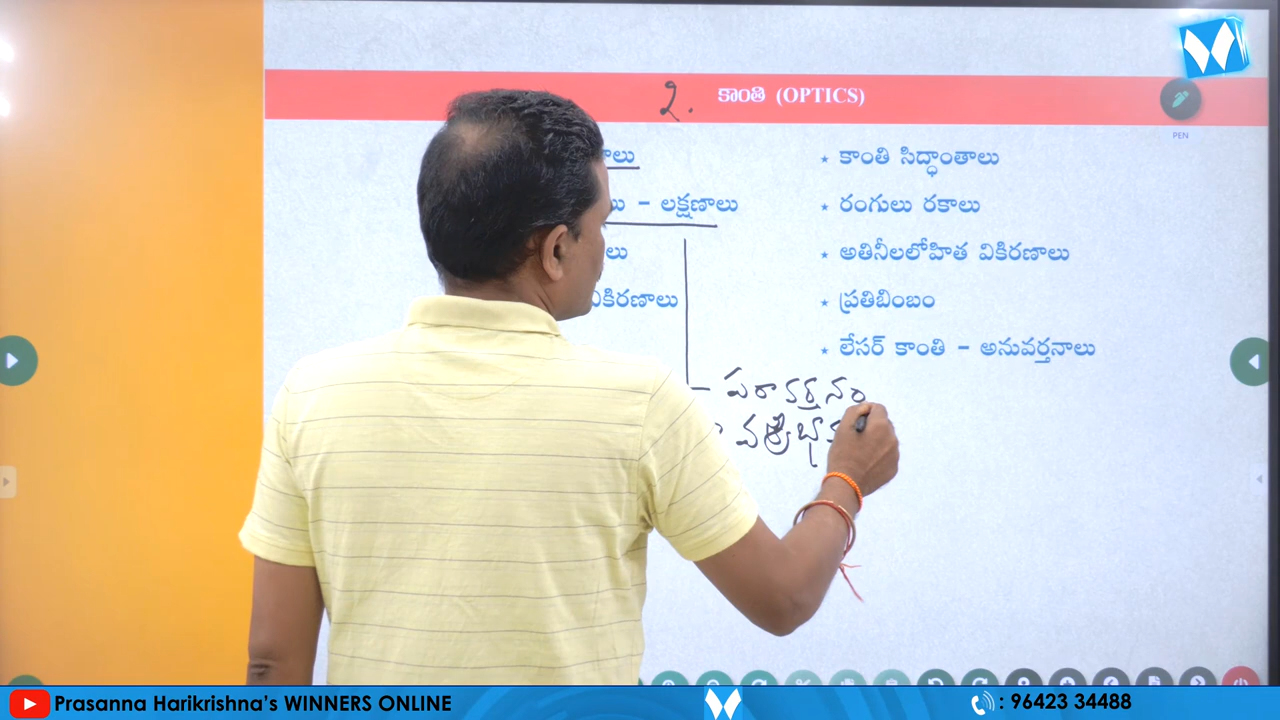 2. కాంతి (OPTICS)
PEN
– లక్షణాలు
వికిరణాలు
* కాంతి సిద్ధాంతాలు
* రంగులు రకాలు
* అతినీలలోహిత వికిరణాలు
* ప్రతిబింబం
* లేసర్ కాంతి – అనువర్తనాలు
– పరావర్తనం
Prasanna Harikrishna's WINNERS ONLINE
: 96423 34488